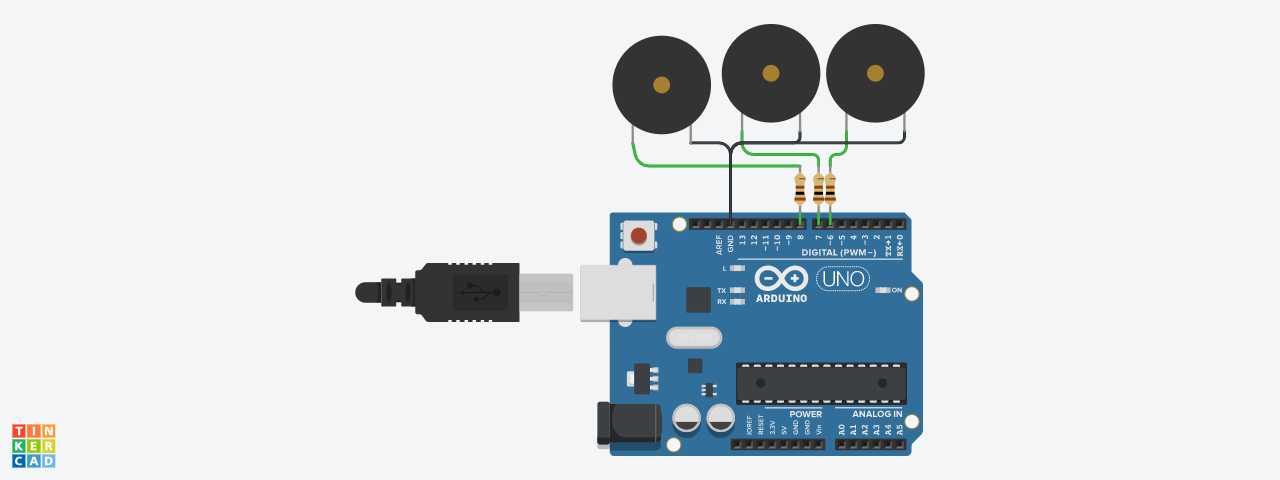 AREF
GND
13
12
~11
~10
~9
8
7
~6
~5
4
~3
2
TX→1
RX←0
DIGITAL (PWM~)
L
TX
RX
ARDUINO
UNO
ON
POWER
ANALOG IN
IOREF
RESET
3.3V
5V
GND
GND
Vin
A0
A1
A2
A3
A4
A5
TIN
KER
CAD